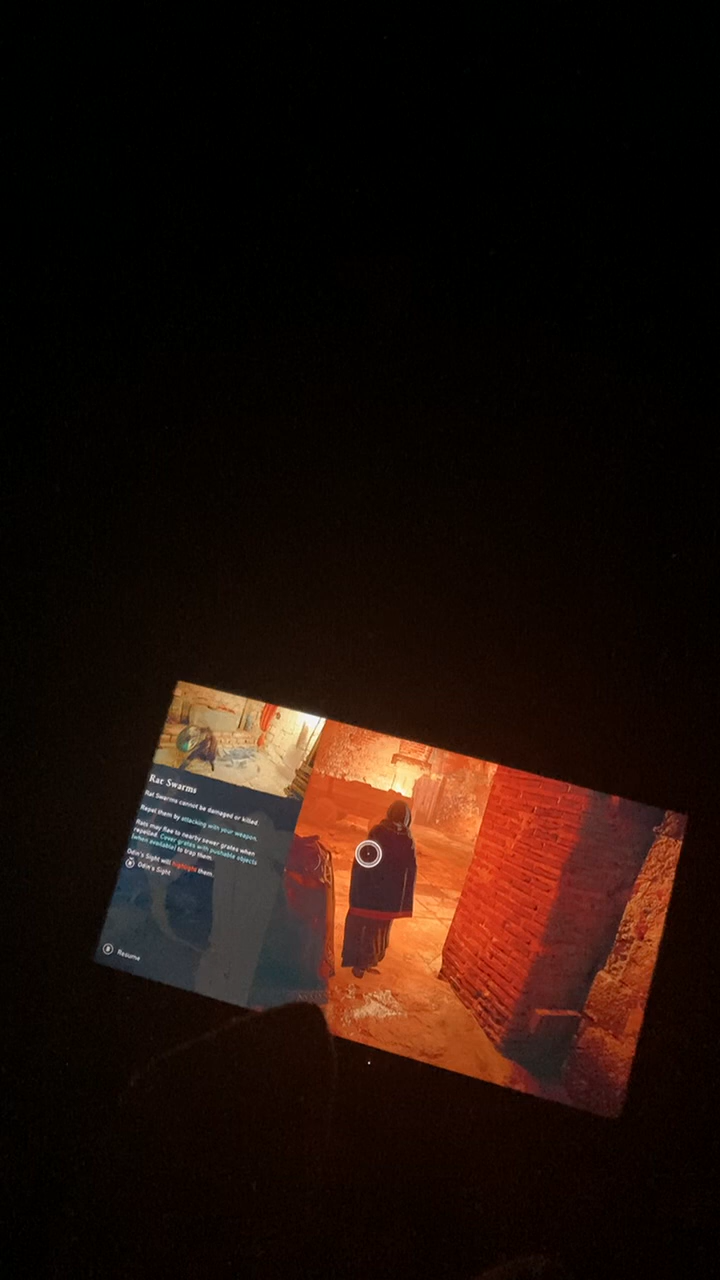 Rat Swarms
Rat Swarms cannot be damaged or killed.
Repel them by attacking with your weapon.
Rats may flee to nearby sewer grates when
repelled. Cover grates with pushable objects
(when available) to trap them.
Odin's Sight will highlight them.
Odin's Sight
Resume